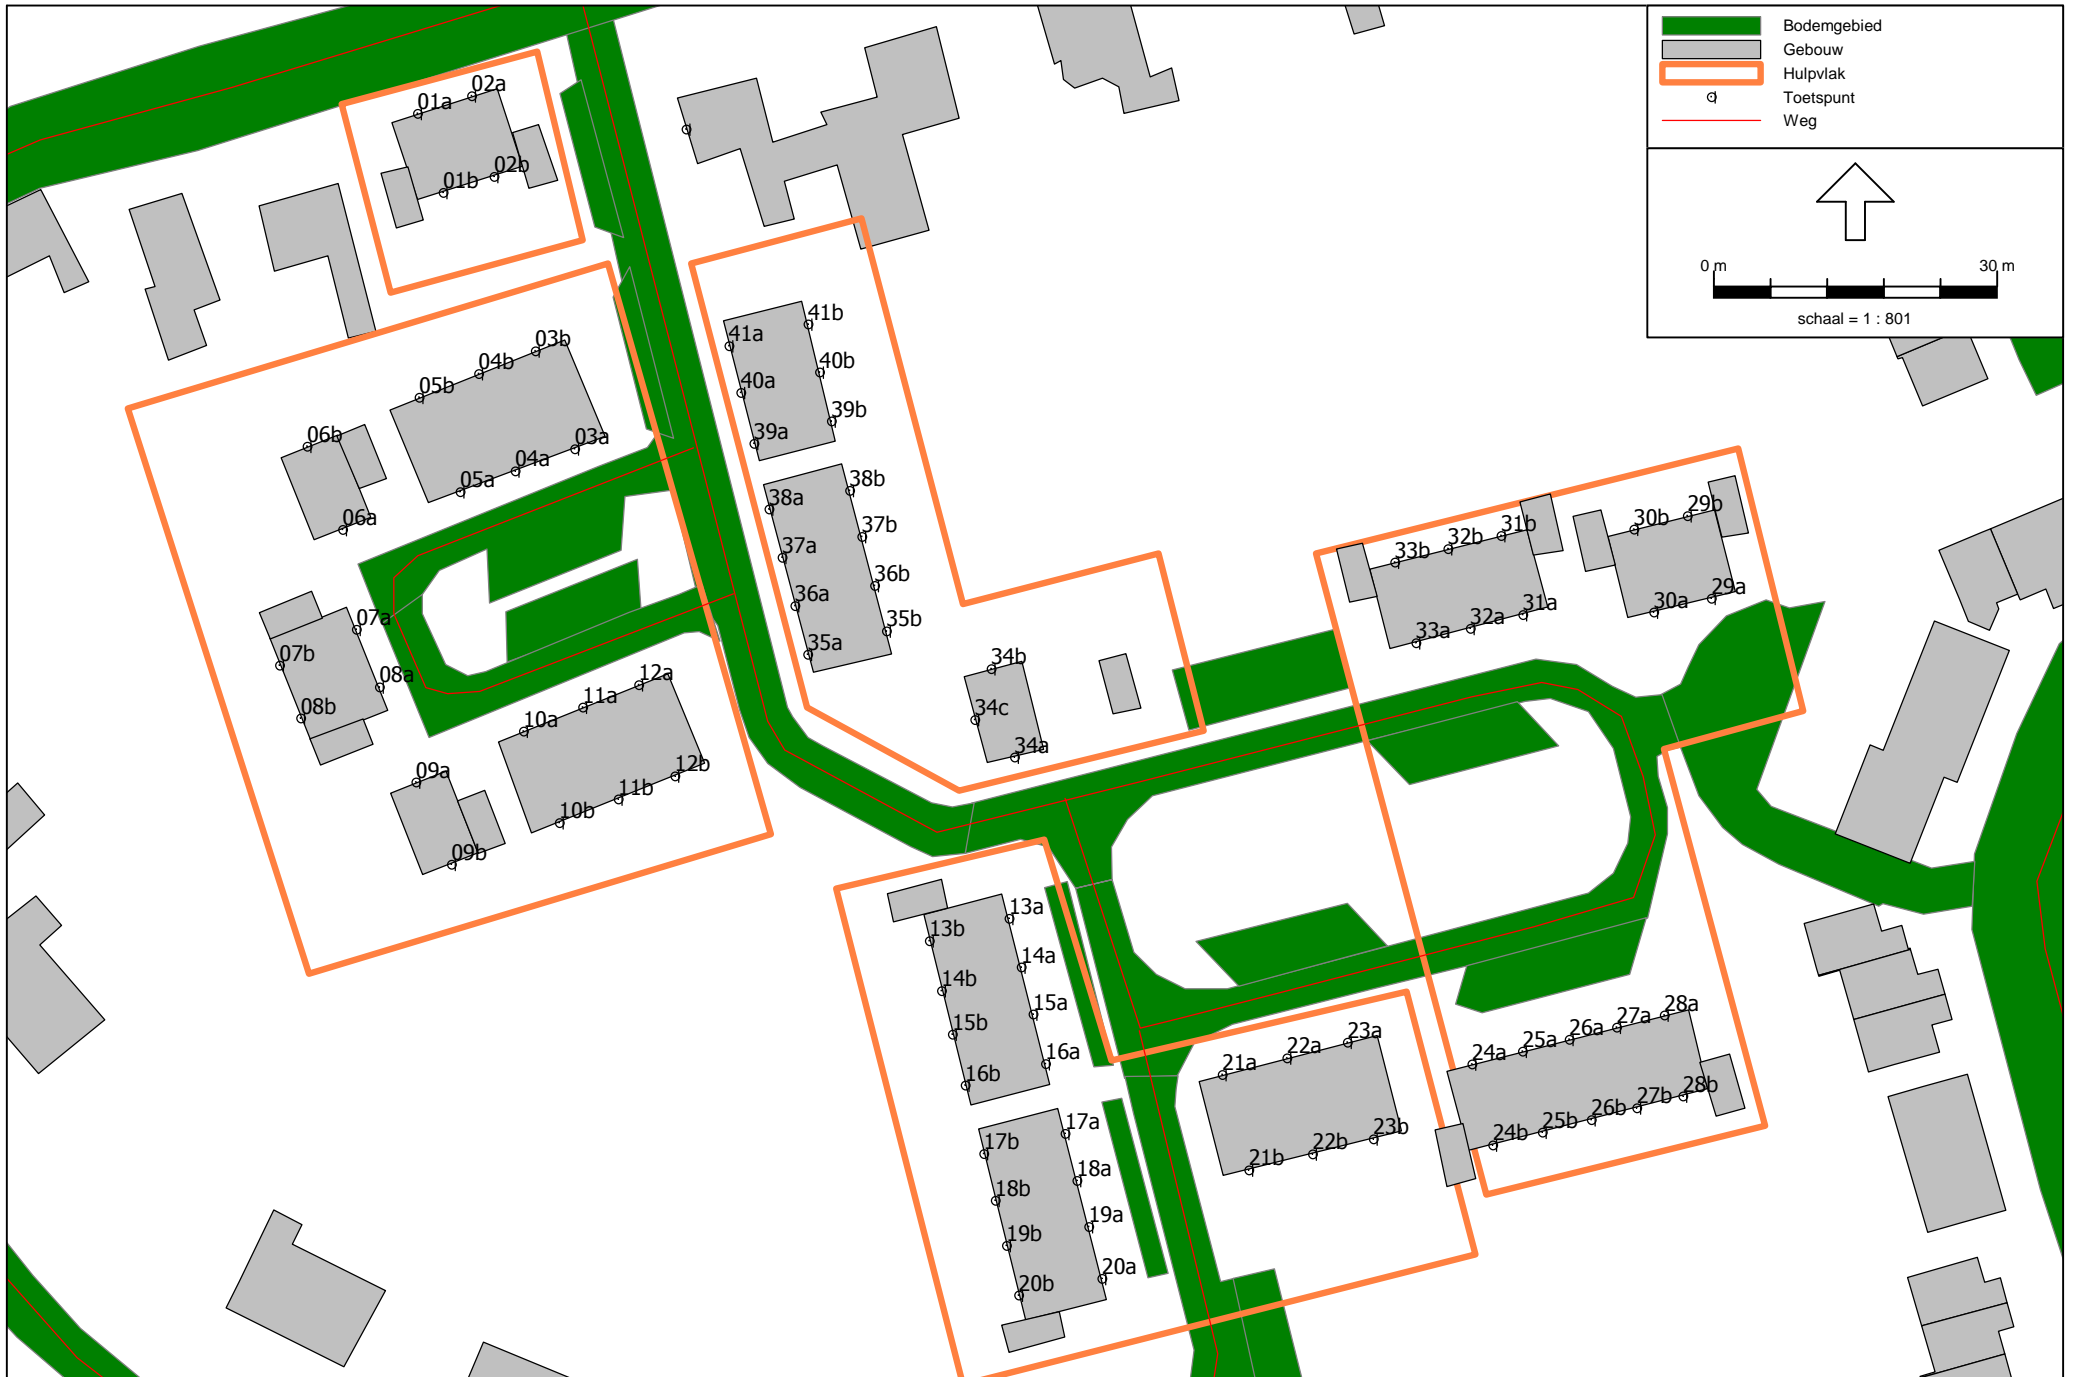 Bodemgebied
Gebouw
Hulpvlak
Toetspunt
Weg
0 m 30 m
schaal = 1 : 801
01a 02a
01b 02b
03b
04b
05b
06b
03a
04a
05a
06a
07a
07b
08a
08b
12a
11a
10a
09a
12b
11b
10b
09b
41a 41b
40a 40b
39a 39b
38a 38b
37a 37b
36a 36b
35a 35b
34b
34c
34a
33b 32b 31b
33a 32a 31a
30b 29b
30a 29a
13b 13a
14b 14a
15b 15a
16b 16a
17b 17a
18b 18a
19b 19a
20b 20a
21a 22a 23a
21b 22b 23b
24a 25a 26a 27a 28a
24b 25b 26b 27b 28b